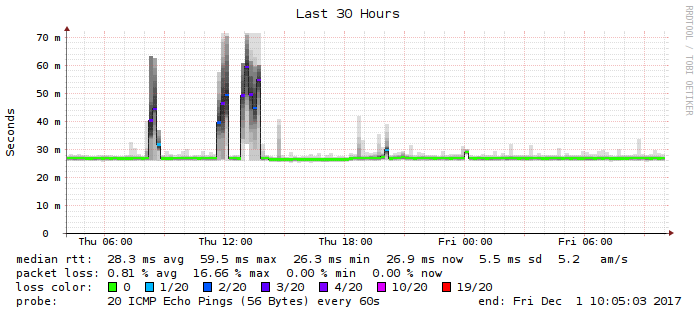 Last 30 Hours
RRDTOOL / TOBI OETIKER
Seconds
70 m
60 m
50 m
40 m
30 m
20 m
10 m
0
Thu 06:00 Thu 12:00 Thu 18:00 Fri 00:00 Fri 06:00
median rtt: 28.3 ms avg 59.5 ms max 26.3 ms min 26.9 ms now 5.5 ms sd 5.2 am/s
packet loss: 0.81 % avg 16.66 % max 0.00 % min 0.00 % now
loss color: 0 1/20 2/20 3/20 4/20 10/20 19/20
probe: 20 ICMP Echo Pings (56 Bytes) every 60s end: Fri Dec 1 10:05:03 2017